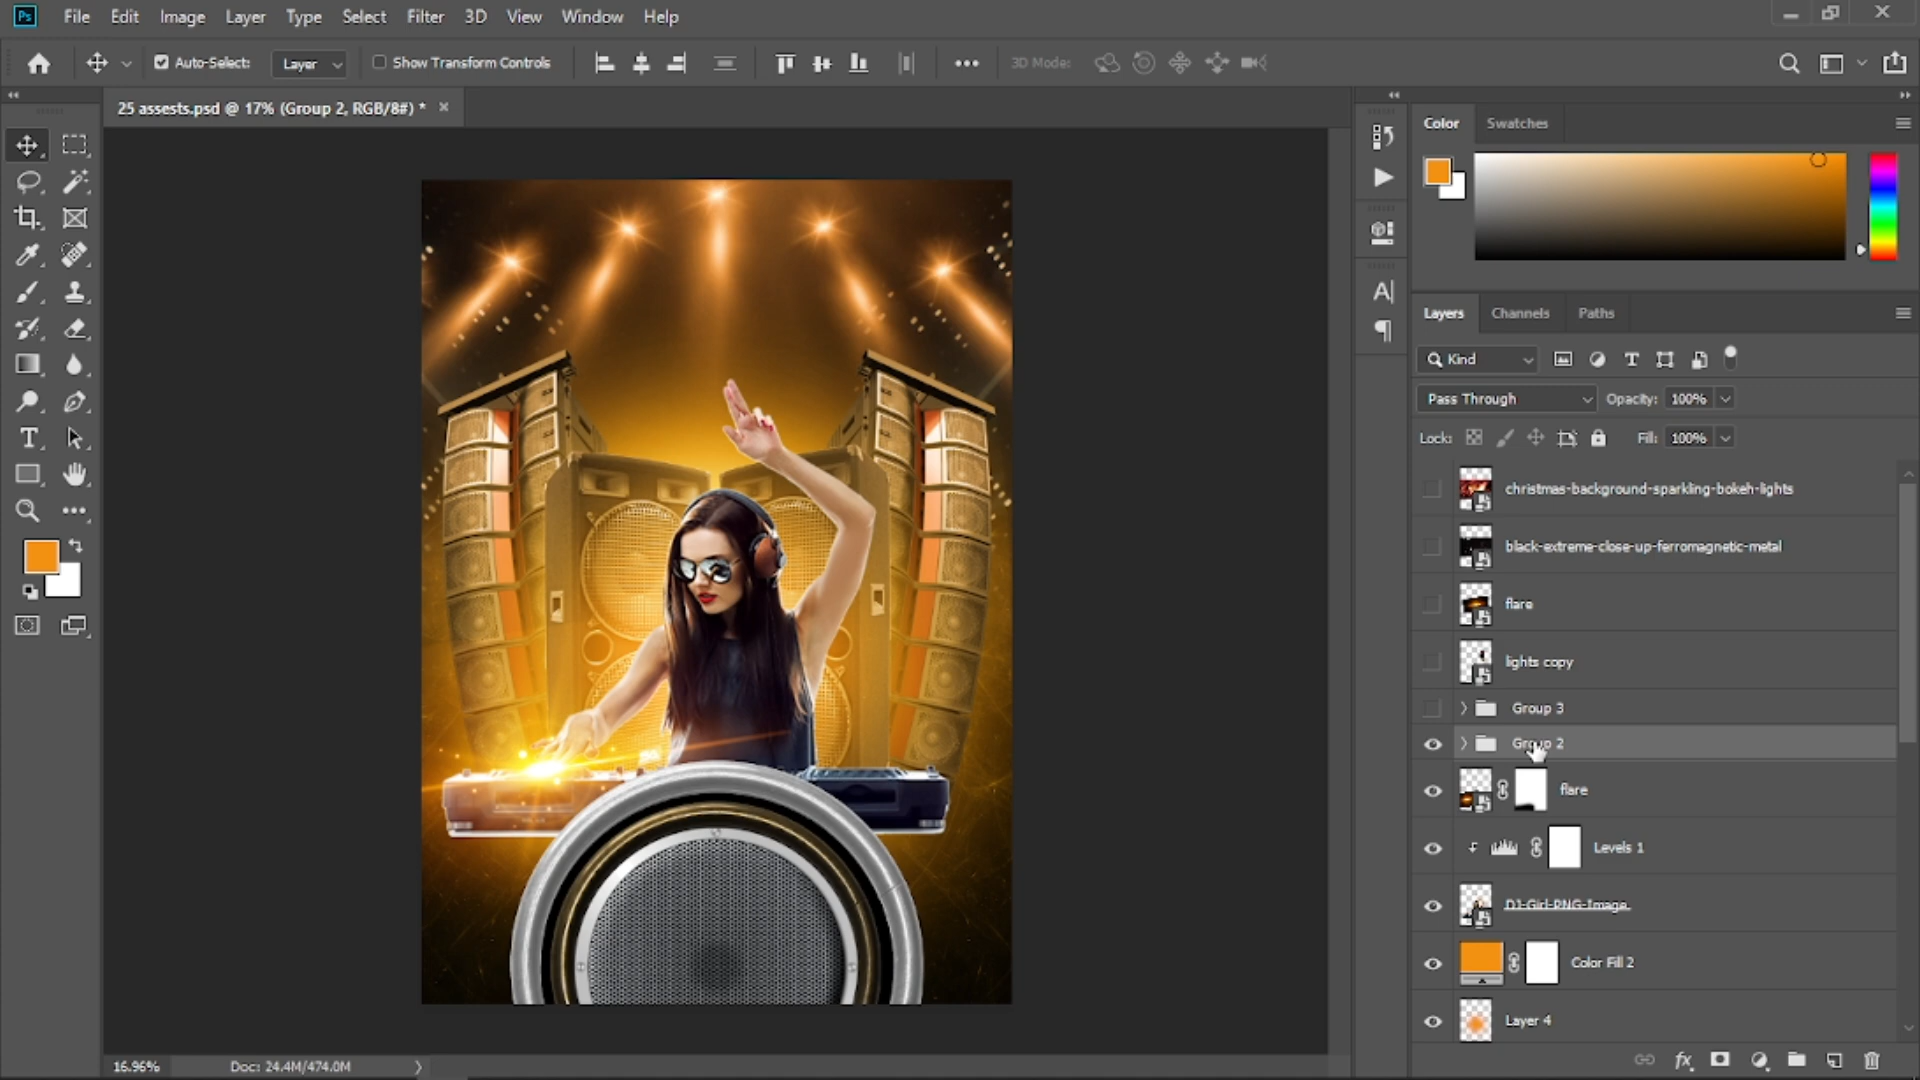 Ps File Edit Image Layer Type Select Filter 3D View Window Help
Auto-Select: Layer Show Transform Controls 3D Mode:
25 assests.psd @ 17% (Group 2, RGB/8#) *
Color Swatches
Layers Channels Paths
Kind
Pass Through Opacity: 100%
Lock: Fill: 100%
christmas-background-sparkling-bokeh-lights
black-extreme-close-up-ferromagnetic-metal
flare
lights copy
Group 3
Group 2
flare
Levels 1
DJ-Girl-PNG-Image.
Color Fill 2
Layer 4
16.96% Doc: 24.4M/474.0M
fx